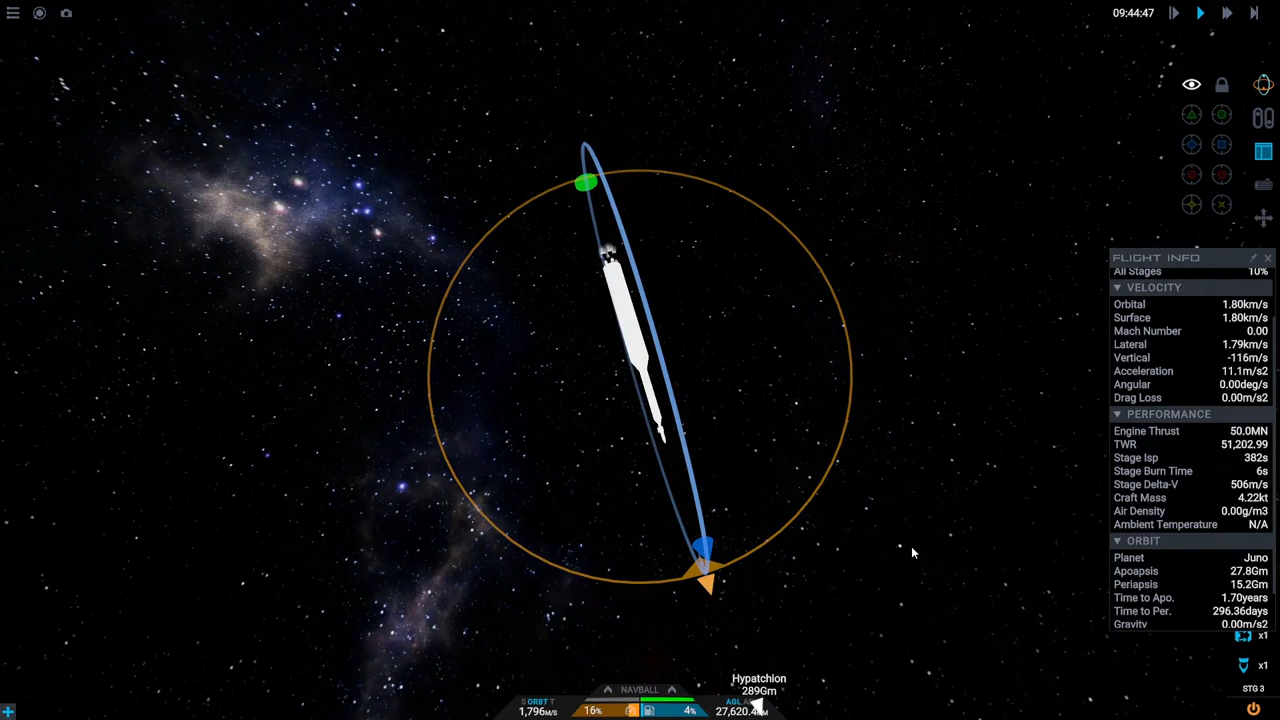 09:44:47
FLIGHT INFO
All Stages 10%
VELOCITY
Orbital 1.80km/s
Surface 1.80km/s
Mach Number 0.00
Lateral 1.79km/s
Vertical -116m/s
Acceleration 11.1m/s2
Angular 0.00deg/s
Drag Loss 0.00m/s2
PERFORMANCE
Engine Thrust 50.0MN
TWR 51,202.99
Stage Isp 382s
Stage Burn Time 6s
Stage Delta-V 506m/s
Craft Mass 4.22kt
Air Density 0.00g/m3
Ambient Temperature N/A
ORBIT
Planet Juno
Apoapsis 27.8Gm
Periapsis 15.2Gm
Time to Apo. 1.70years
Time to Per. 296.36days
Gravity 0.00m/s2
x1
x1
STG 3
Hypatchion
289Gm
NAVBALL
S ORBT T
1,796M/S
16%
4%
AGL
27,620.4